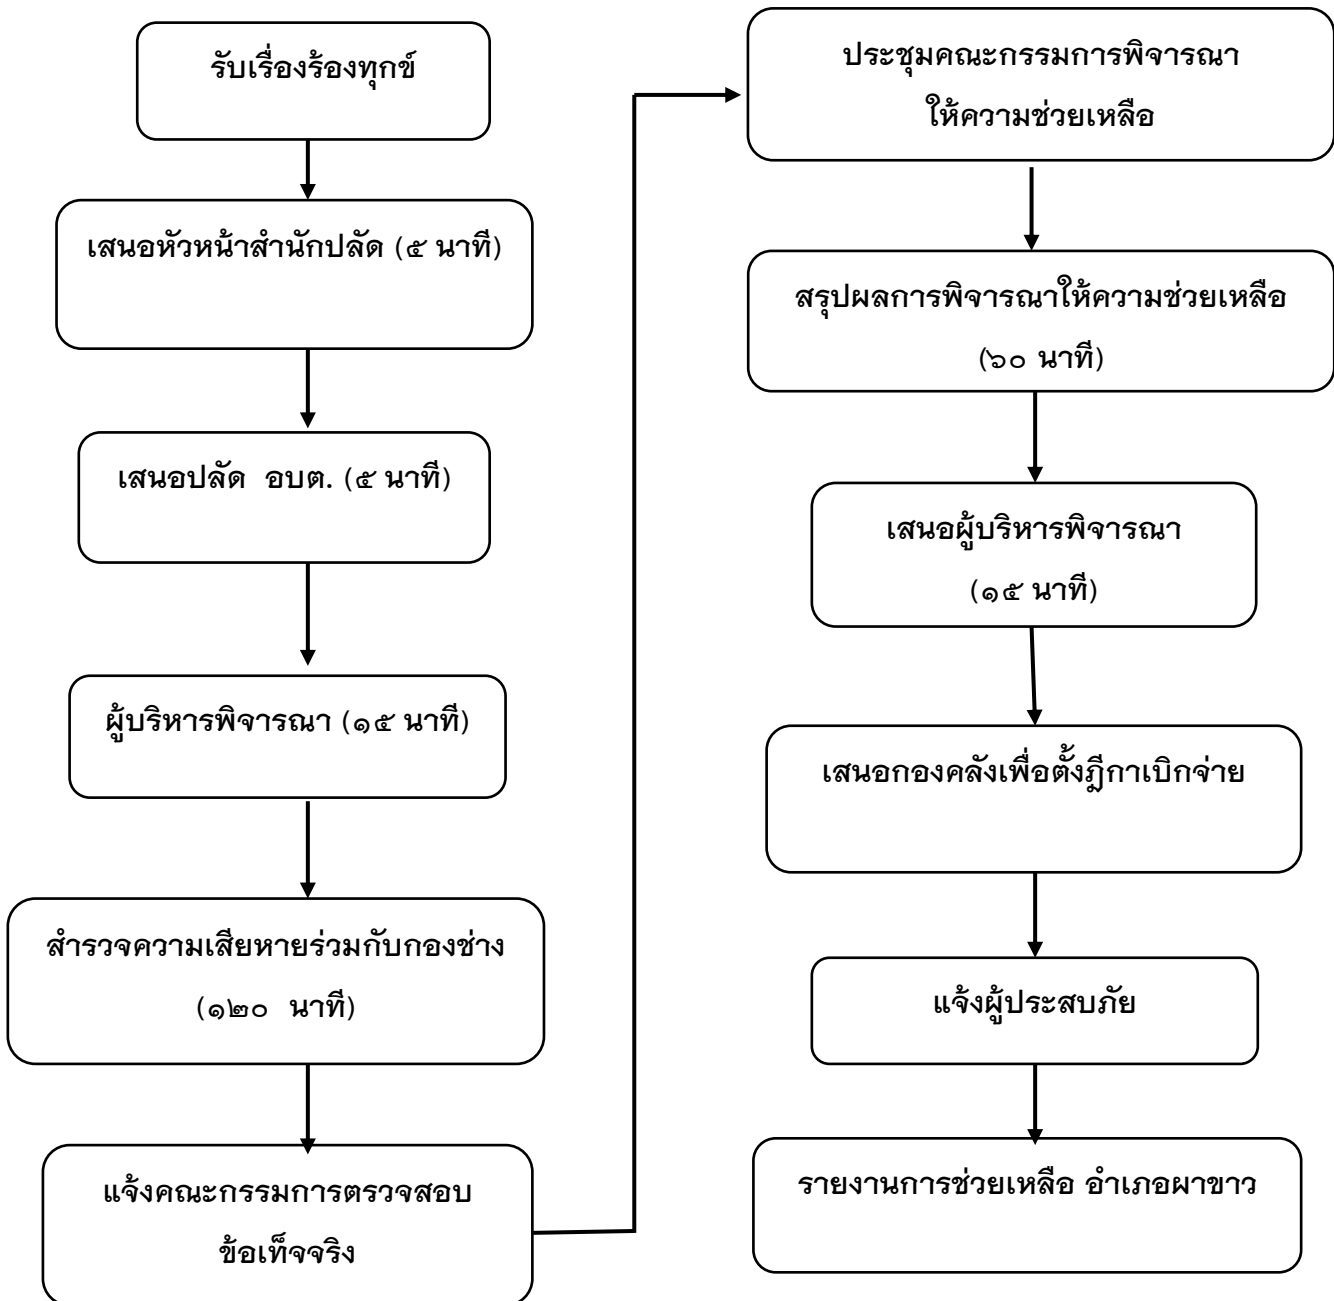 รับเรื่องร้องทุกข์
เสนอหัวหน้าสำนักปลัด (๕ นาที)
เสนอปลัด  อบต. (๕ นาที)
ผู้บริหารพิจารณา (๑๕ นาที)
สำรวจความเสียหายร่วมกับกองช่าง
(๑๒๐  นาที)
แจ้งคณะกรรมการตรวจสอบ
ข้อเท็จจริง
ประชุมคณะกรรมการพิจารณา
ให้ความช่วยเหลือ
สรุปผลการพิจารณาให้ความช่วยเหลือ
(๖๐ นาที)
เสนอผู้บริหารพิจารณา
(๑๕ นาที)
เสนอกองคลังเพื่อตั้งฎีกาเบิกจ่าย
แจ้งผู้ประสบภัย
รายงานการช่วยเหลือ อำเภอผาขาว